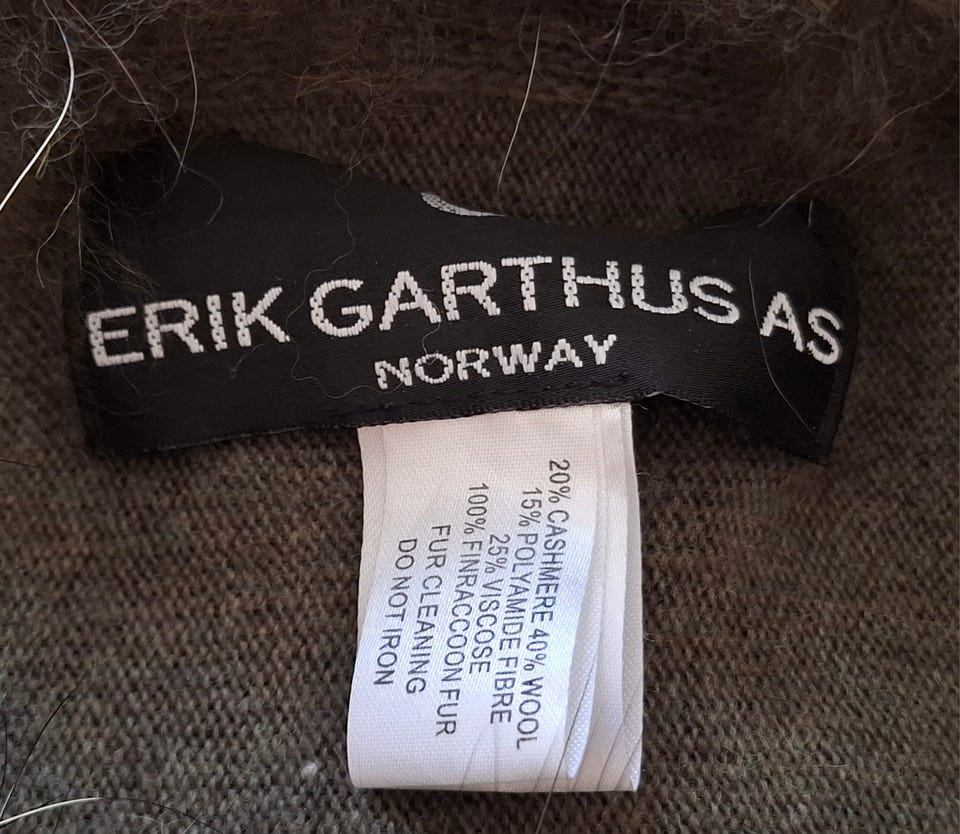 ERIK GARTHUS AS
NORWAY
20% CASHMERE 40% WOOL
15% POLYAMIDE FIBRE
25% VISCOSE
100% FINRACCOON FUR
FUR CLEANING
DO NOT IRON